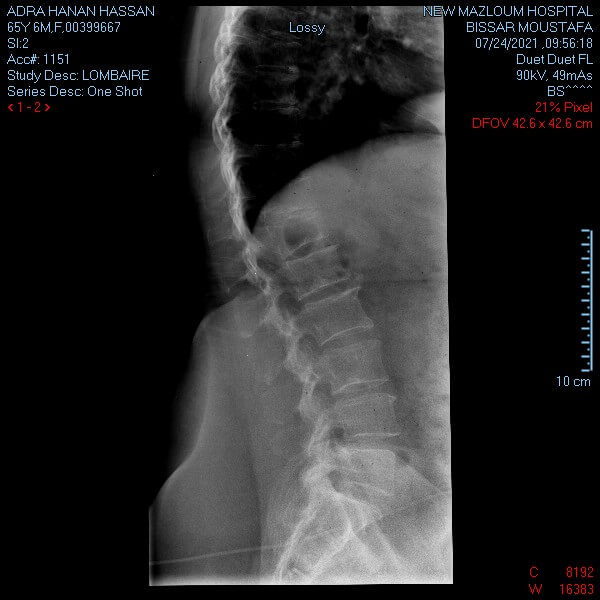 ADRA HANAN HASSAN
65Y 6M,F,00399667
SI:2
Acc#: 1151
Study Desc: LOMBAIRE
Series Desc: One Shot
< 1 - 2 >
Lossy
NEW MAZLOUM HOSPITAL
BISSAR MOUSTAFA
07/24/2021 ,09:56:18
Duet Duet FL
90kV, 49mAs
BS^^^^
21% Pixel
DFOV 42.6 x 42.6 cm
10 cm
C 8192
W 16383